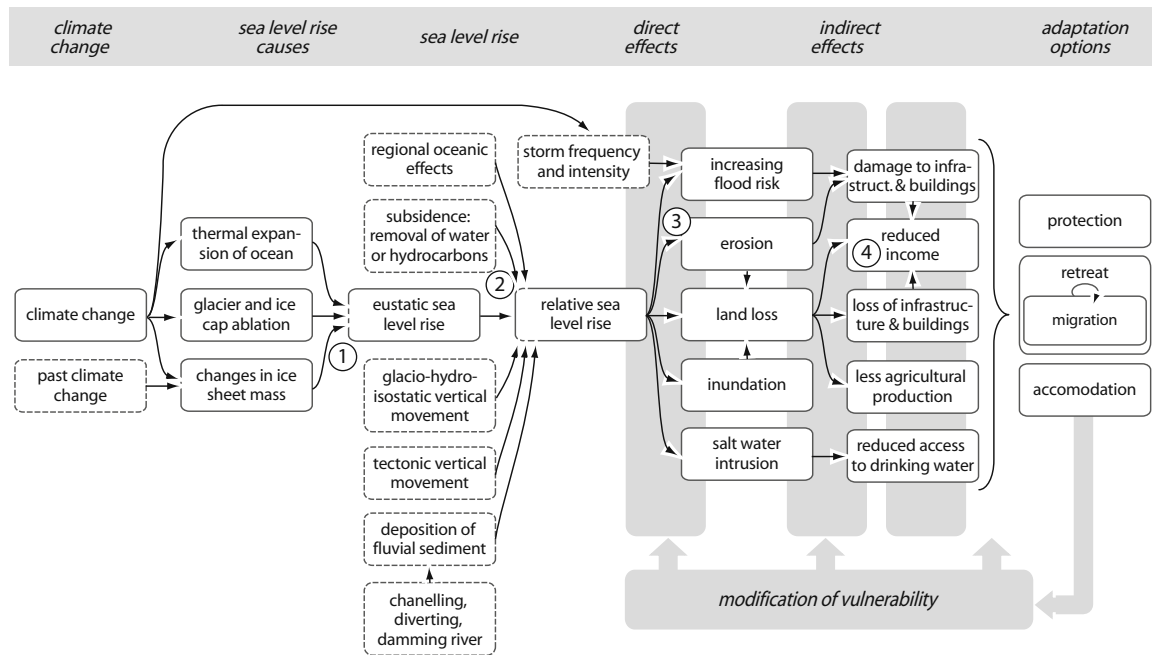 climate
change
sea level rise
causes
sea level rise
direct
effects
indirect
effects
adaptation
options
regional oceanic
effects
storm frequency
and intensity
increasing
flood risk
damage to infra-
struct. & buildings
subsidence:
removal of water
or hydrocarbons
thermal expan-
sion of ocean
3
erosion
4
reduced
income
protection
2
climate change
glacier and ice
cap ablation
eustatic sea
level rise
relative sea
level rise
land loss
loss of infrastruc-
ture & buildings
retreat
migration
1
past climate
change
changes in ice
sheet mass
glacio-hydro-
isostatic vertical
movement
inundation
less agricultural
production
accomodation
tectonic vertical
movement
salt water
intrusion
reduced access
to drinking water
deposition of
fluvial sediment
chanelling,
diverting,
damming river
modification of vulnerability